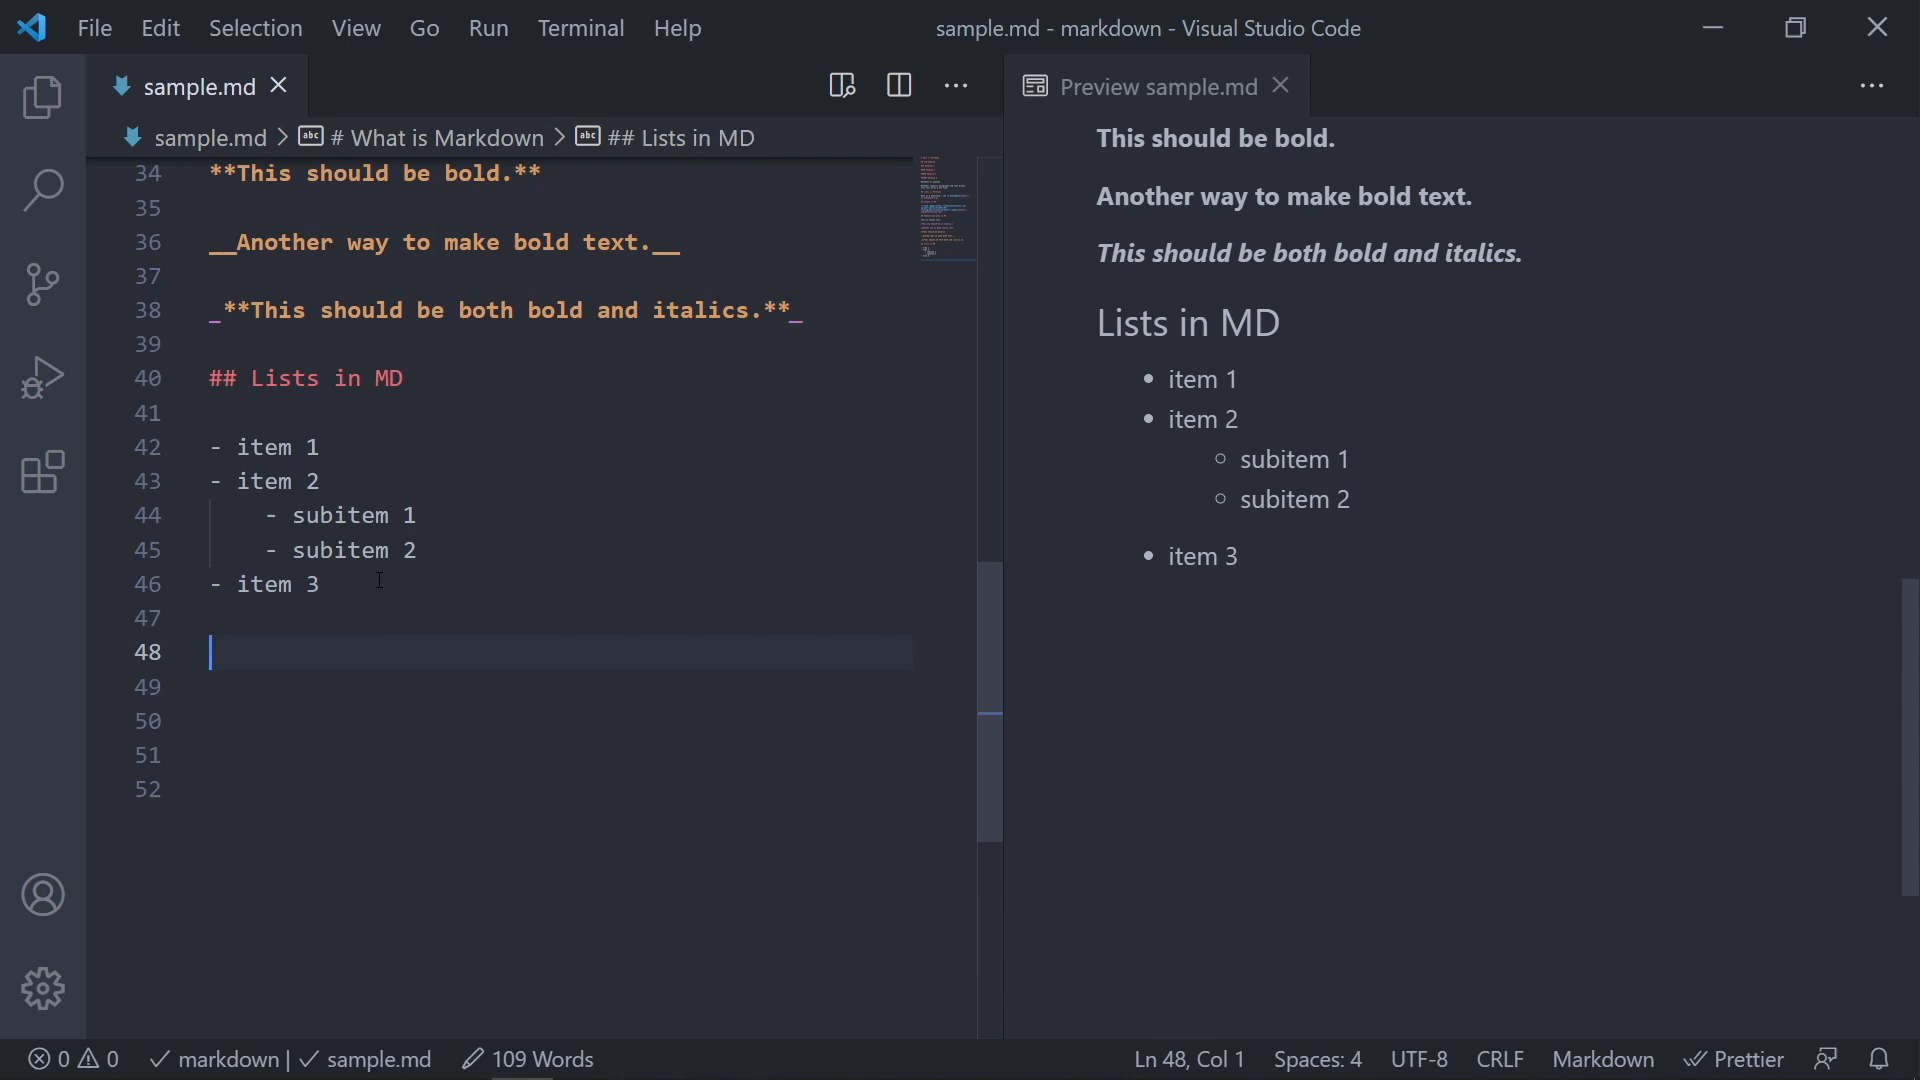 File Edit Selection View Go Run Terminal Help sample.md - markdown - Visual Studio Code
sample.md
Preview sample.md
sample.md > # What is Markdown > ## Lists in MD
34 **This should be bold.**
35
36 __Another way to make bold text.__
37
38 _**This should be both bold and italics.**_
39
40 ## Lists in MD
41
42 - item 1
43 - item 2
44 - subitem 1
45 - subitem 2
46 - item 3
47
48
49
50
51
52
This should be bold.
Another way to make bold text.
This should be both bold and italics.
Lists in MD
• item 1
• item 2
◦ subitem 1
◦ subitem 2
• item 3
0 0 markdown | sample.md 109 Words Ln 48, Col 1 Spaces: 4 UTF-8 CRLF Markdown Prettier